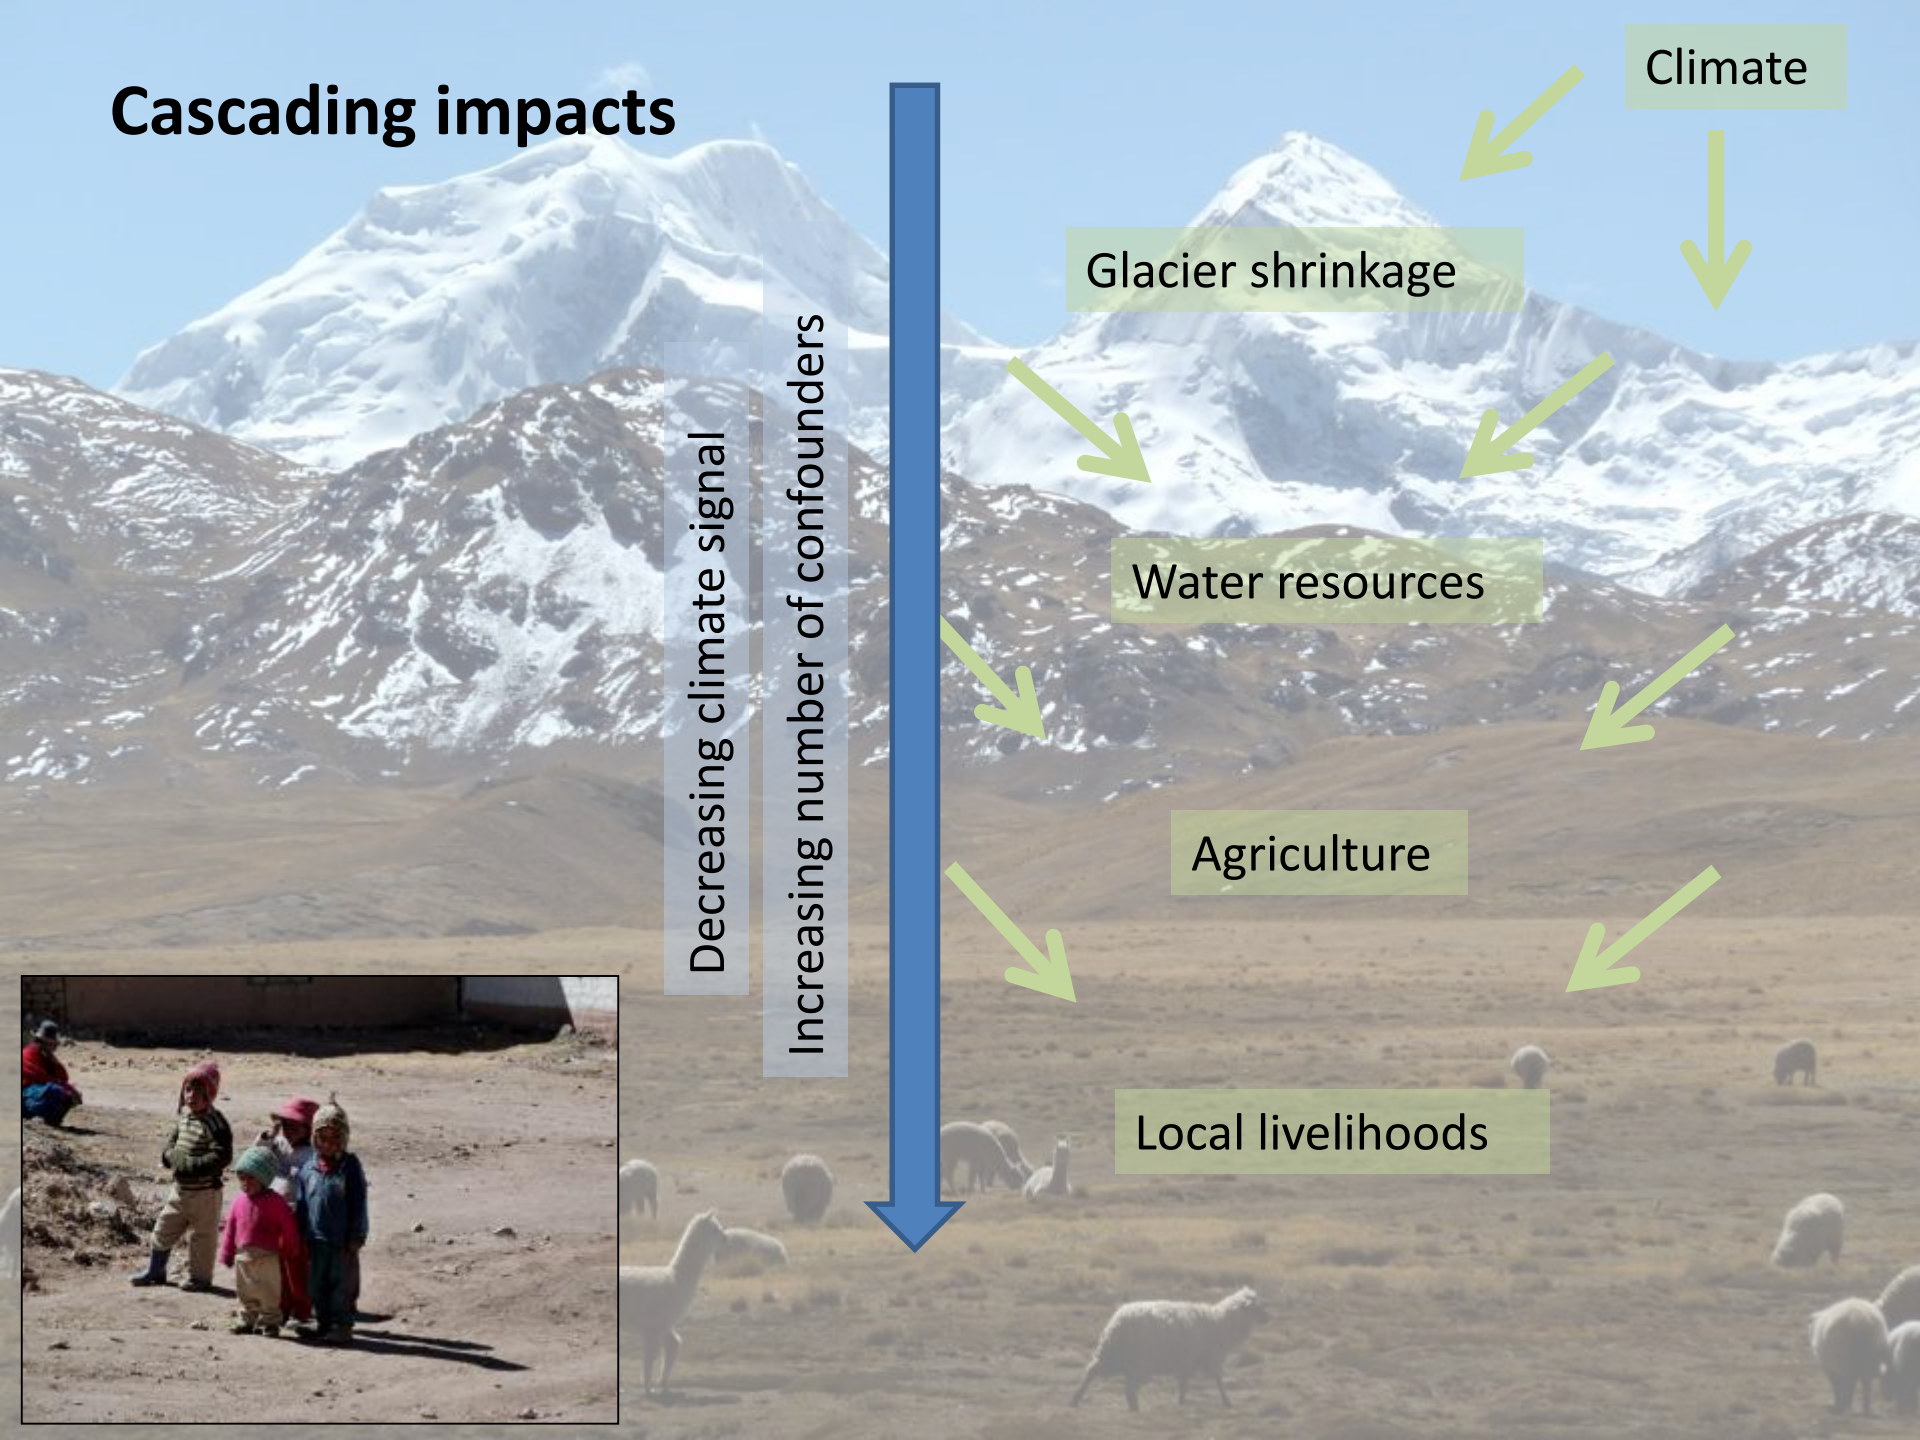 Cascading impacts
Climate
Glacier shrinkage
Water resources
Agriculture
Local livelihoods
Decreasing climate signal
Increasing number of confounders